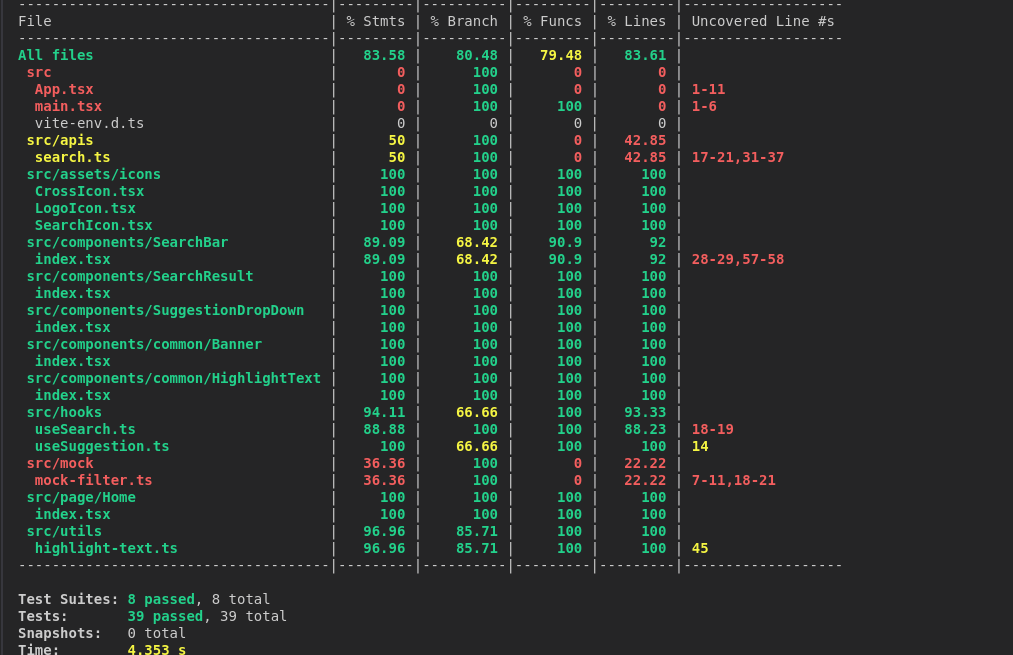 -------------------------------------|---------|----------|---------|---------|-------------------
File                                 | % Stmts | % Branch | % Funcs | % Lines | Uncovered Line #s
-------------------------------------|---------|----------|---------|---------|-------------------
All files                            |   83.58 |    80.48 |   79.48 |   83.61 |
 src                                 |       0 |      100 |       0 |       0 |
  App.tsx                            |       0 |      100 |       0 |       0 | 1-11
  main.tsx                           |       0 |      100 |     100 |       0 | 1-6
  vite-env.d.ts                      |       0 |        0 |       0 |       0 |
 src/apis                            |      50 |      100 |       0 |   42.85 |
  search.ts                          |      50 |      100 |       0 |   42.85 | 17-21,31-37
 src/assets/icons                    |     100 |      100 |     100 |     100 |
  CrossIcon.tsx                      |     100 |      100 |     100 |     100 |
  LogoIcon.tsx                       |     100 |      100 |     100 |     100 |
  SearchIcon.tsx                     |     100 |      100 |     100 |     100 |
 src/components/SearchBar            |   89.09 |    68.42 |    90.9 |      92 |
  index.tsx                          |   89.09 |    68.42 |    90.9 |      92 | 28-29,57-58
 src/components/SearchResult         |     100 |      100 |     100 |     100 |
  index.tsx                          |     100 |      100 |     100 |     100 |
 src/components/SuggestionDropDown   |     100 |      100 |     100 |     100 |
  index.tsx                          |     100 |      100 |     100 |     100 |
 src/components/common/Banner        |     100 |      100 |     100 |     100 |
  index.tsx                          |     100 |      100 |     100 |     100 |
 src/components/common/HighlightText |     100 |      100 |     100 |     100 |
  index.tsx                          |     100 |      100 |     100 |     100 |
 src/hooks                           |   94.11 |    66.66 |     100 |   93.33 |
  useSearch.ts                       |   88.88 |      100 |     100 |   88.23 | 18-19
  useSuggestion.ts                   |     100 |    66.66 |     100 |     100 | 14
 src/mock                            |   36.36 |      100 |       0 |   22.22 |
  mock-filter.ts                     |   36.36 |      100 |       0 |   22.22 | 7-11,18-21
 src/page/Home                       |     100 |      100 |     100 |     100 |
  index.tsx                          |     100 |      100 |     100 |     100 |
 src/utils                           |   96.96 |    85.71 |     100 |     100 |
  highlight-text.ts                  |   96.96 |    85.71 |     100 |     100 | 45
-------------------------------------|---------|----------|---------|---------|-------------------
Test Suites: 8 passed, 8 total
Tests:       39 passed, 39 total
Snapshots:   0 total
Time:        4.353 s